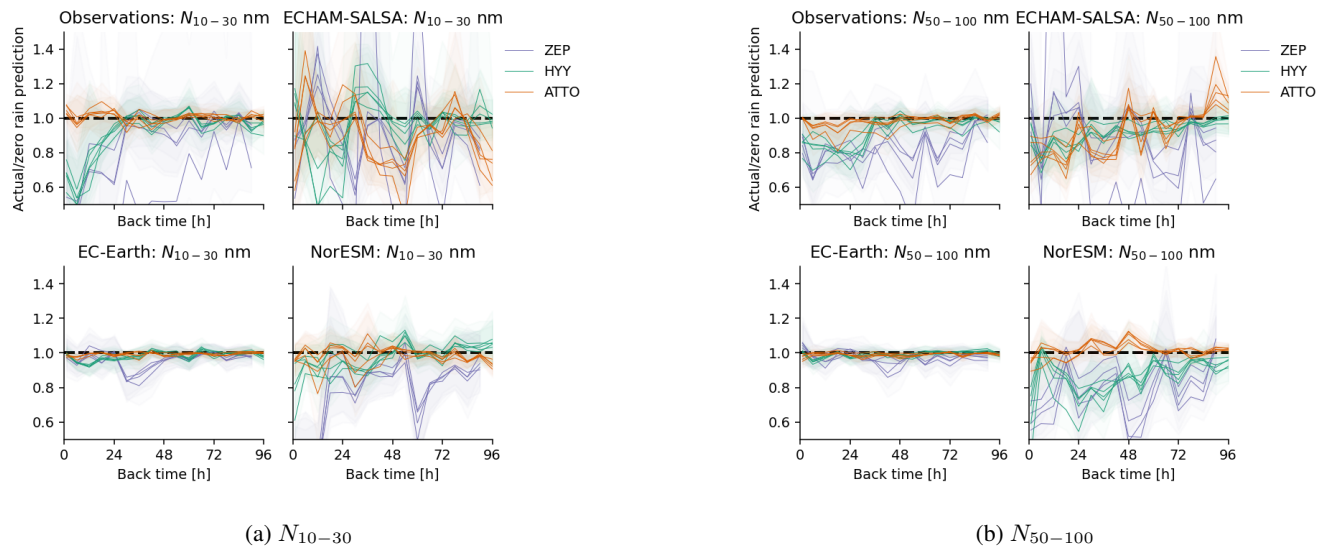 Observations: N10−30 nm
ECHAM-SALSA: N10−30 nm
Actual/zero rain prediction
1.4
1.2
1.0
0.8
0.6
Back time [h]
Back time [h]
ZEP
HYY
ATTO
EC-Earth: N10−30 nm
NorESM: N10−30 nm
1.4
1.2
1.0
0.8
0.6
0 24 48 72 96
0 24 48 72 96
Back time [h]
Back time [h]
(a) N10−30
Observations: N50−100 nm
ECHAM-SALSA: N50−100 nm
Actual/zero rain prediction
1.4
1.2
1.0
0.8
0.6
Back time [h]
Back time [h]
ZEP
HYY
ATTO
EC-Earth: N50−100 nm
NorESM: N50−100 nm
1.4
1.2
1.0
0.8
0.6
0 24 48 72 96
0 24 48 72 96
Back time [h]
Back time [h]
(b) N50−100